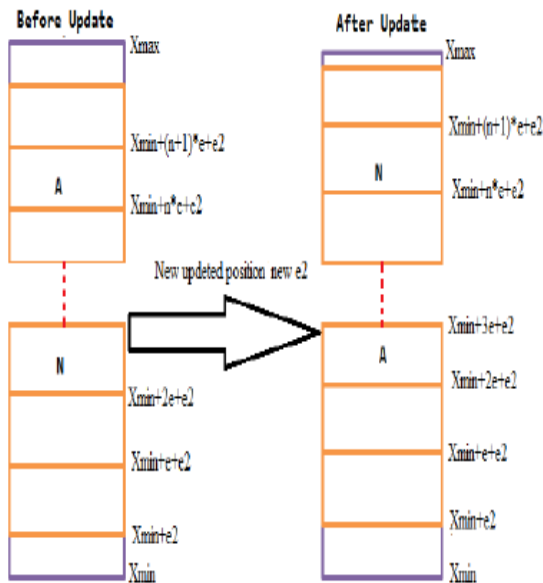 Before Update
Xmax
Xmin+(n+1)*e+e2
A
Xmin+n*e+e2
N
Xmin+2e+e2
Xmin+e+e2
Xmin+e2
Xmin
New updeted position new e2
After Update
Xmax
Xmin+(n+1)*e+e2
N
Xmin+n*e+e2
Xmin+3e+e2
A
Xmin+2e+e2
Xmin+e+e2
Xmin+e2
Xmin